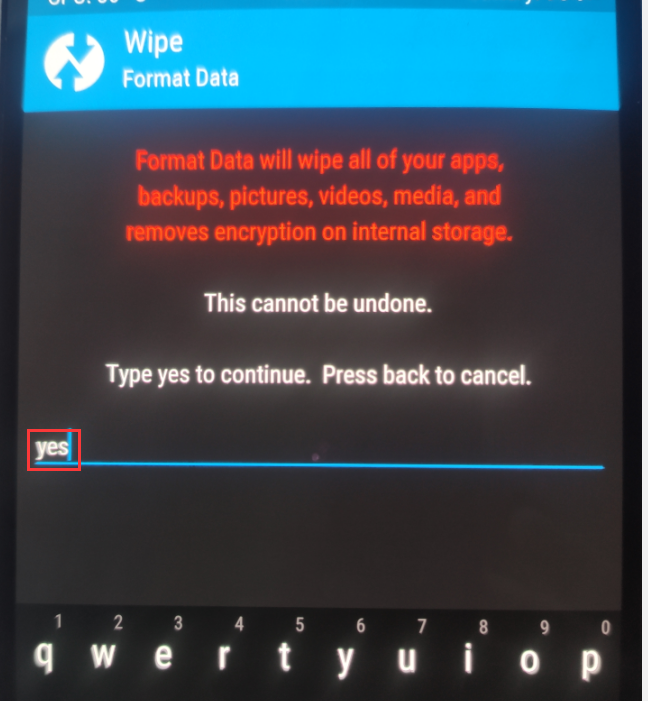 Wipe
Format Data
Format Data will wipe all of your apps,
backups, pictures, videos, media, and
removes encryption on internal storage.
This cannot be undone.
Type yes to continue. Press back to cancel.
yes
1 2 3 4 5 6 7 8 9 0
q w e r t y u i o p